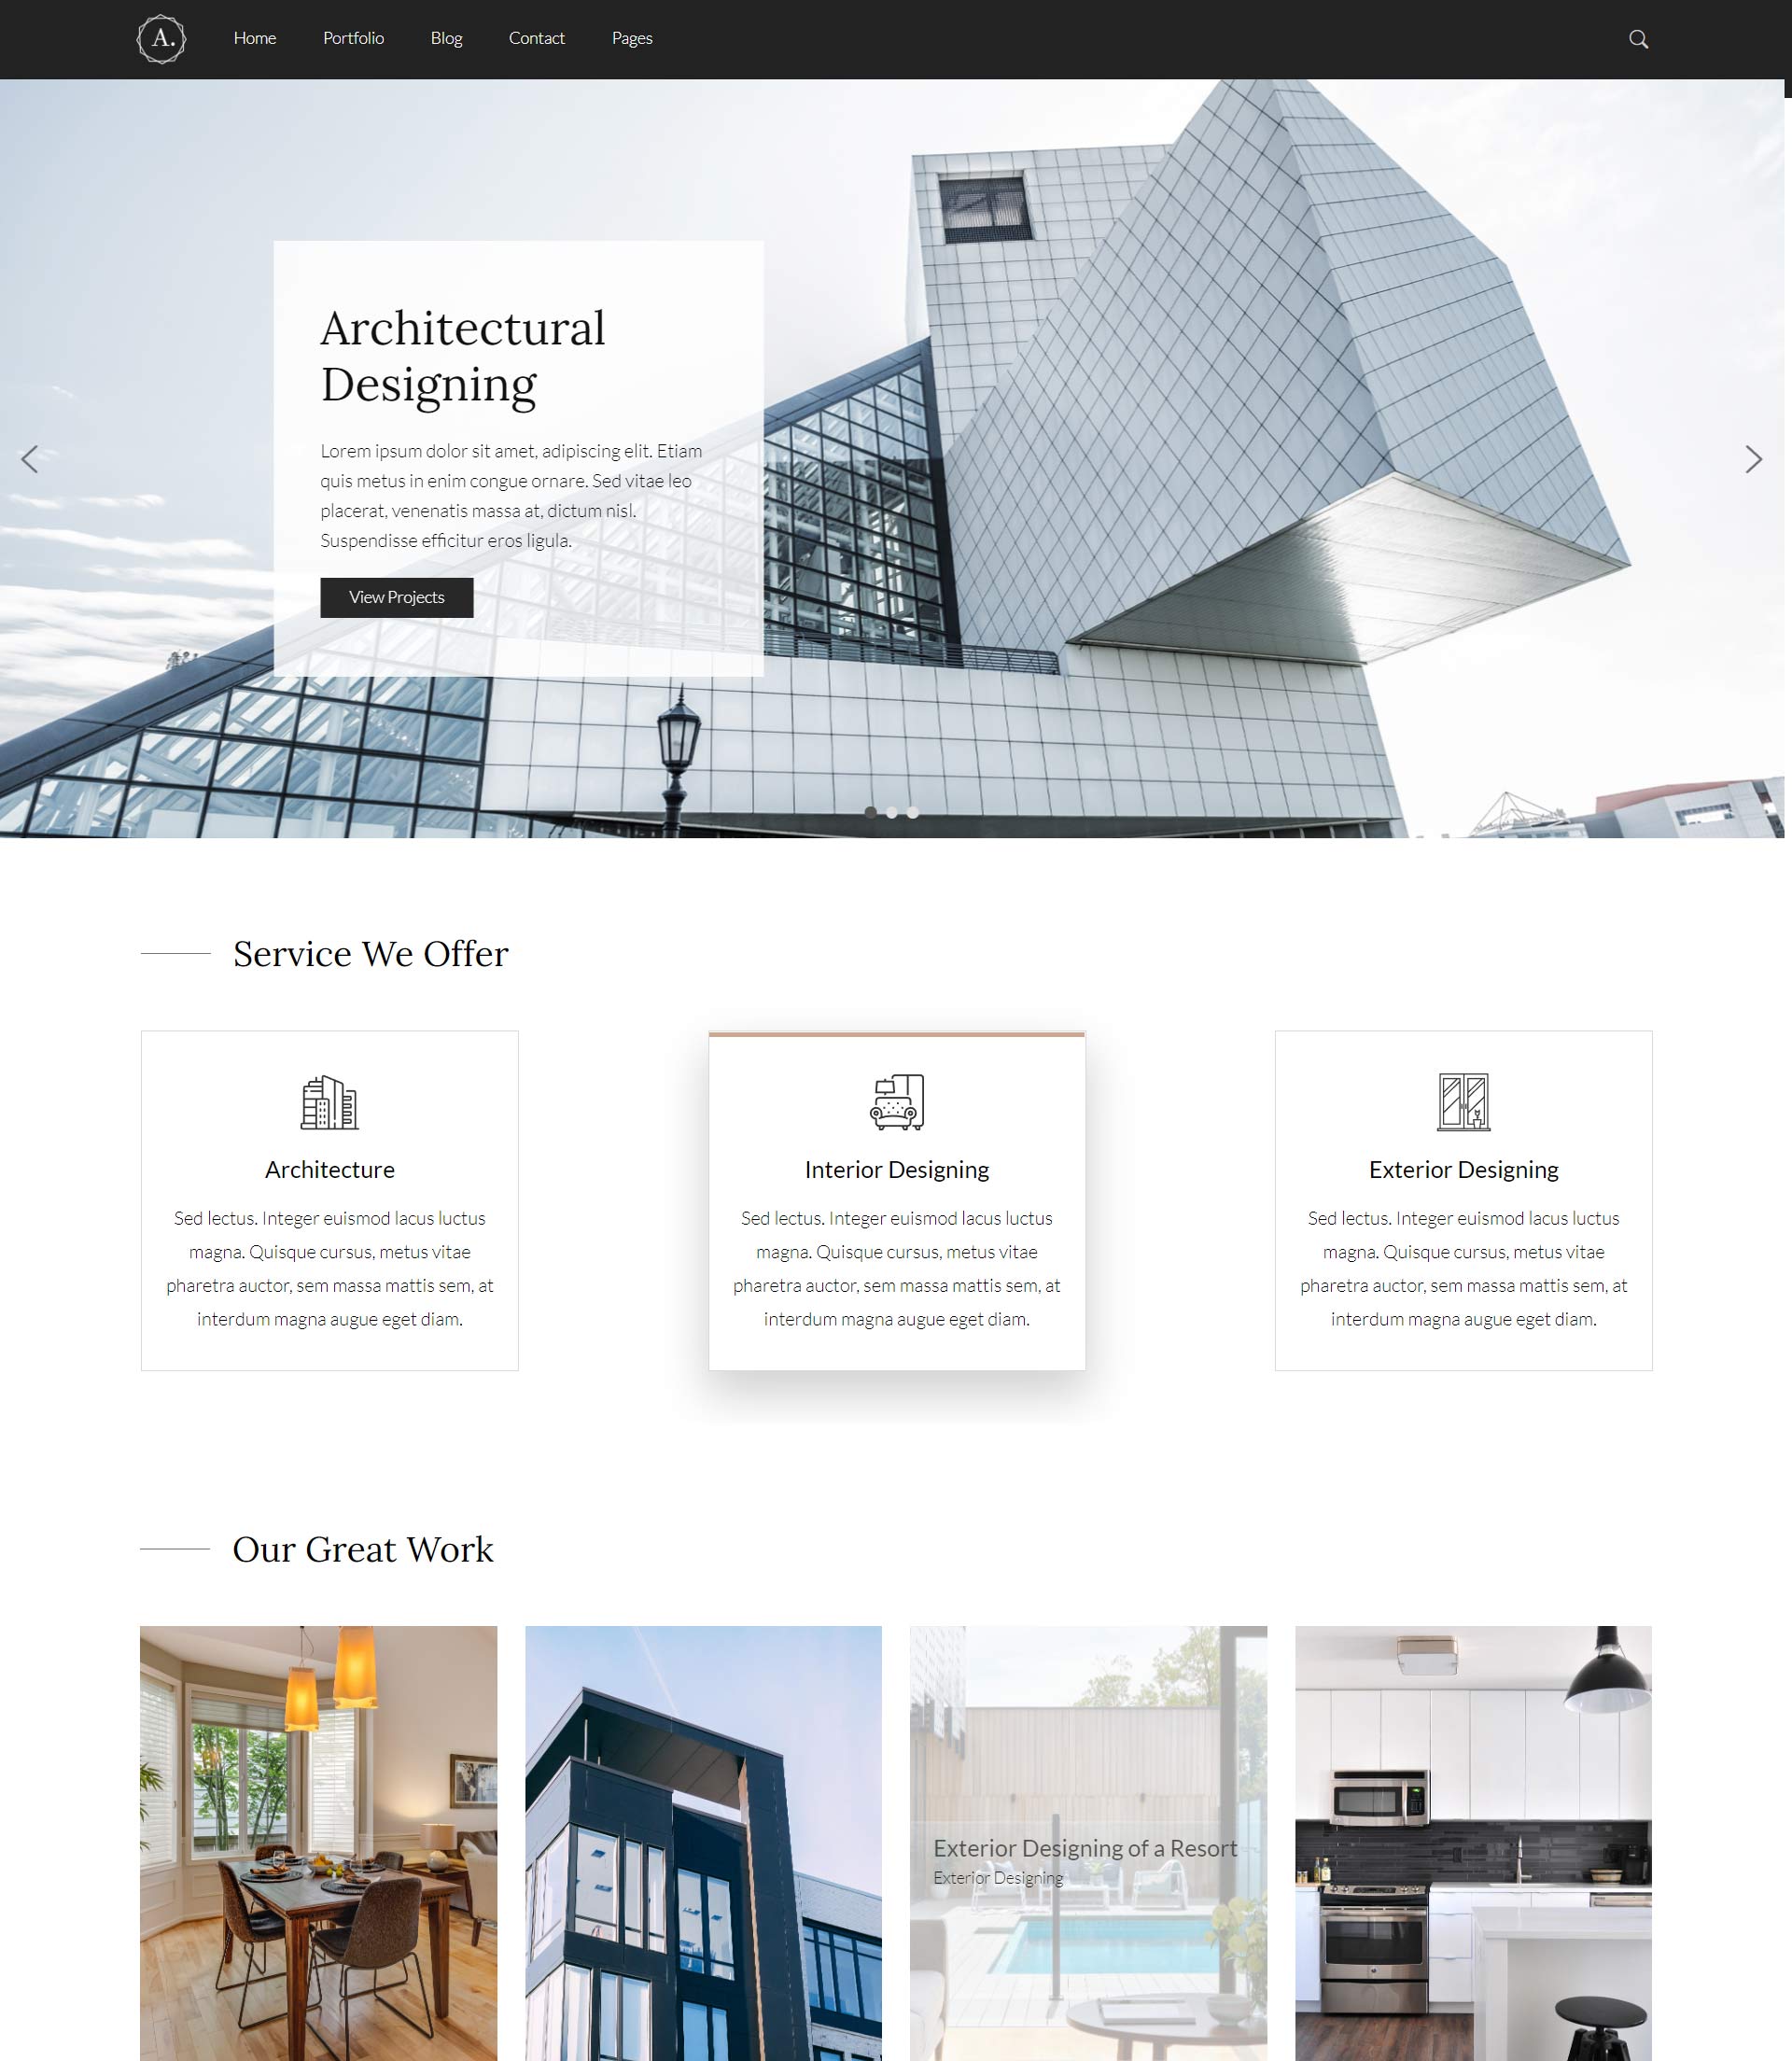 A.
Home
Portfolio
Blog
Contact
Pages
Architectural
Designing
Lorem ipsum dolor sit amet, adipiscing elit. Etiam
quis metus in enim congue ornare. Sed vitae leo
placerat, venenatis massa at, dictum nisl.
Suspendisse efficitur eros ligula.
View Projects
Service We Offer
Architecture
Sed lectus. Integer euismod lacus luctus
magna. Quisque cursus, metus vitae
pharetra auctor, sem massa mattis sem, at
interdum magna augue eget diam.
Interior Designing
Sed lectus. Integer euismod lacus luctus
magna. Quisque cursus, metus vitae
pharetra auctor, sem massa mattis sem, at
interdum magna augue eget diam.
Exterior Designing
Sed lectus. Integer euismod lacus luctus
magna. Quisque cursus, metus vitae
pharetra auctor, sem massa mattis sem, at
interdum magna augue eget diam.
Our Great Work
Exterior Designing of a Resort
Exterior Designing